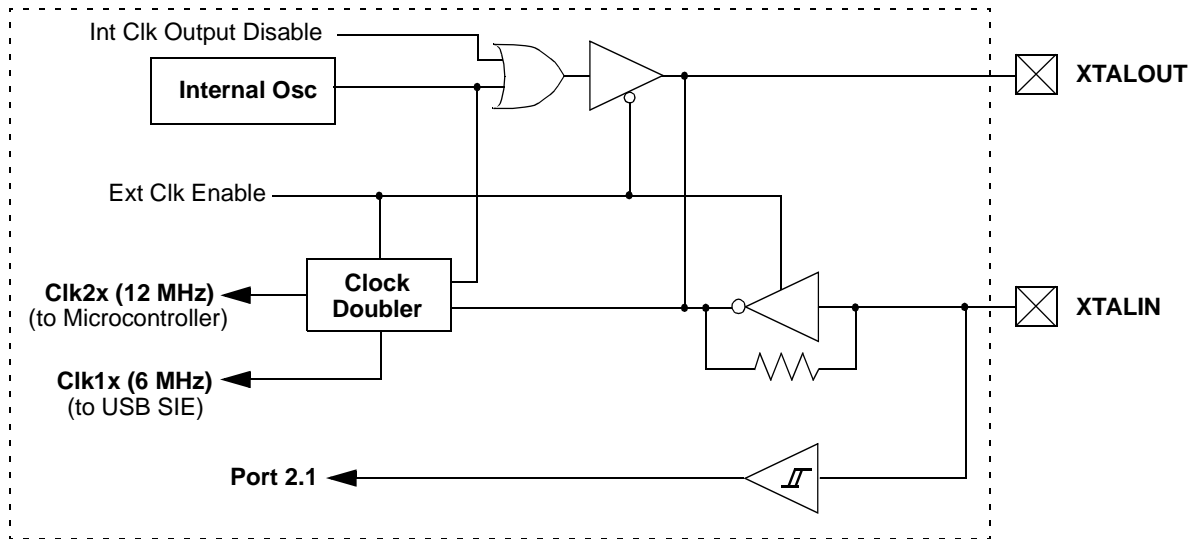 Int Clk Output Disable
Internal Osc
XTALOUT
Ext Clk Enable
Clk2x (12 MHz)
(to Microcontroller)
Clock
Doubler
XTALIN
Clk1x (6 MHz)
(to USB SIE)
Port 2.1